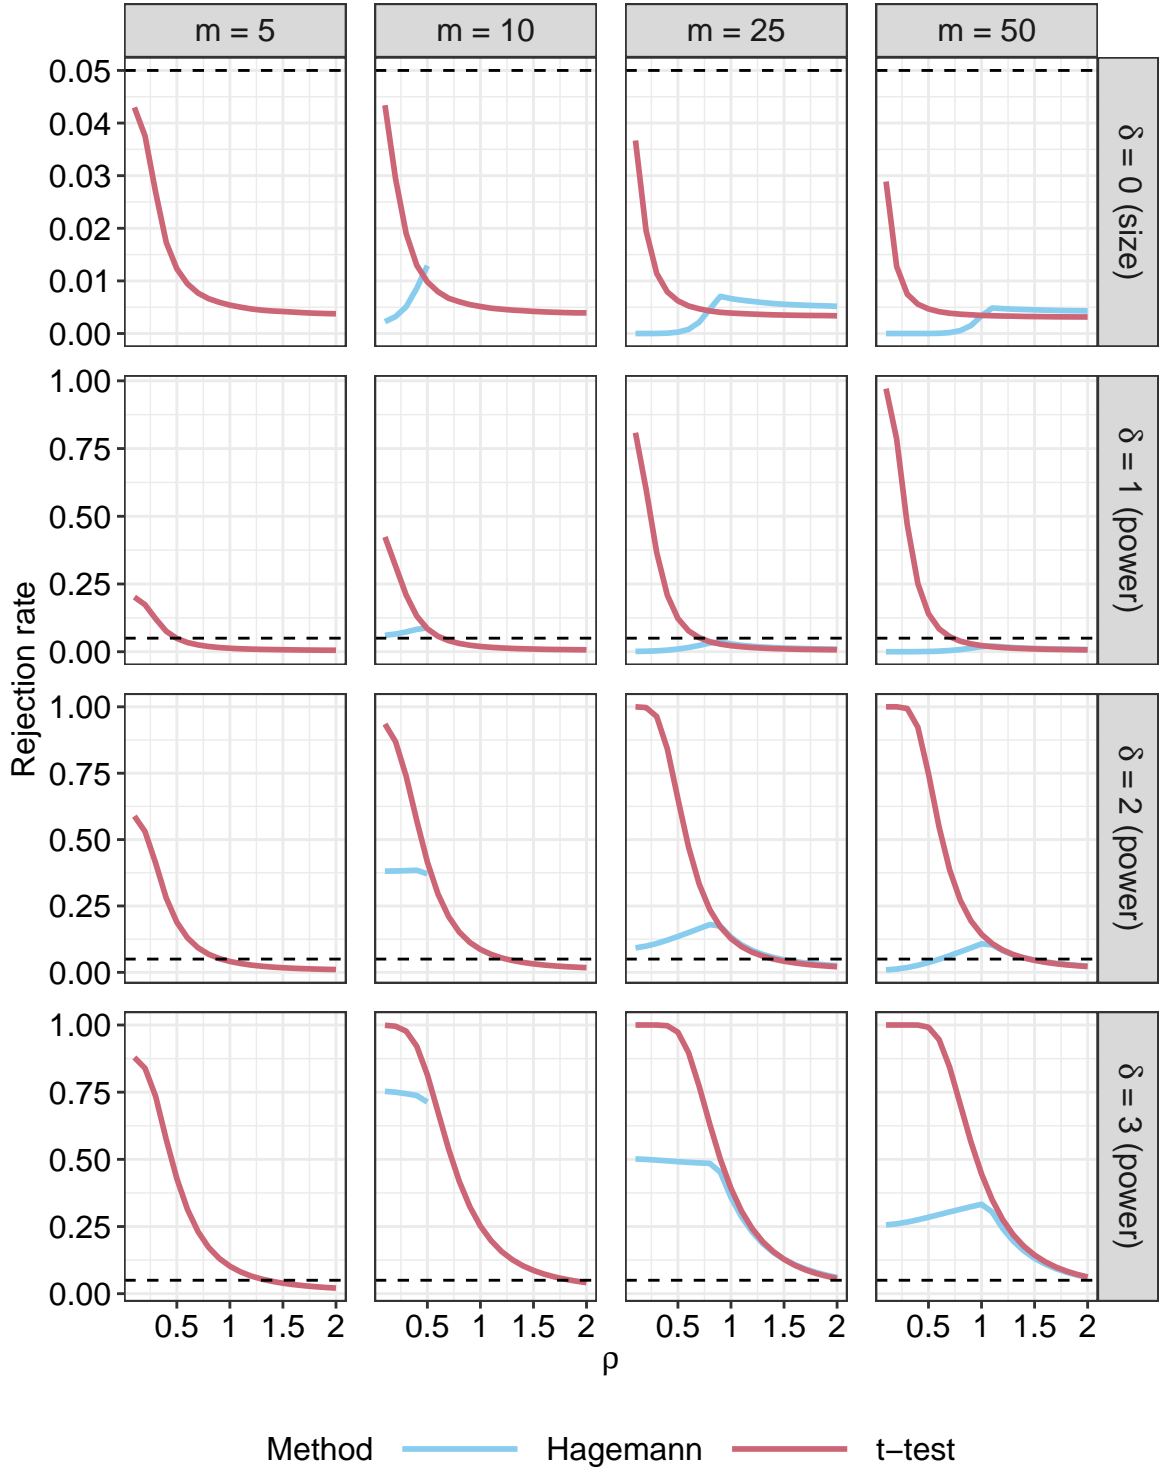 m = 5 m = 10 m = 25 m = 50
0.05
0.04
0.03
0.02
0.01
0.00
δ = 0 (size)
1.00
0.75
0.50
0.25
0.00
δ = 1 (power)
1.00
0.75
0.50
0.25
0.00
δ = 2 (power)
1.00
0.75
0.50
0.25
0.00
δ = 3 (power)
Rejection rate
0.5 1 1.5 2 0.5 1 1.5 2 0.5 1 1.5 2 0.5 1 1.5 2
ρ
Method Hagemann t−test